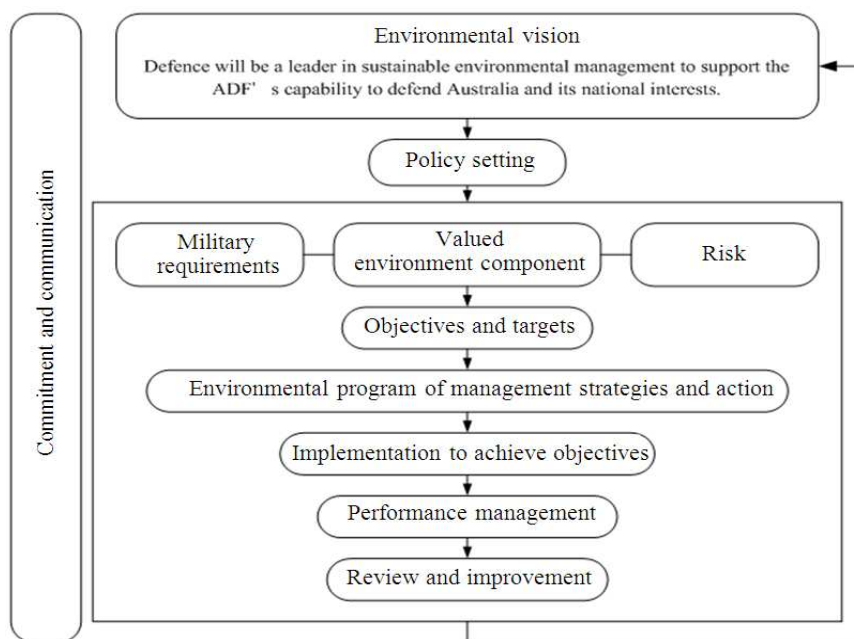 Commitment and communication
Environmental vision
Defence will be a leader in sustainable environmental management to support the
ADF’ s capability to defend Australia and its national interests.
Policy setting
Military
requirements
Valued
environment component
Risk
Objectives and targets
Environmental program of management strategies and action
Implementation to achieve objectives
Performance management
Review and improvement